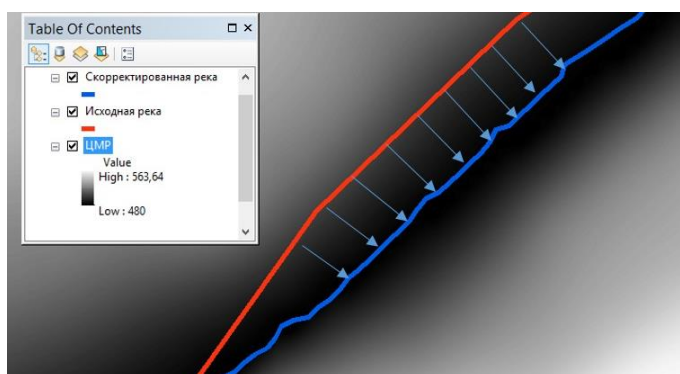 Table Of Contents
Скорректированная река
Исходная река
ЦМР
Value
High : 563,64
Low : 480